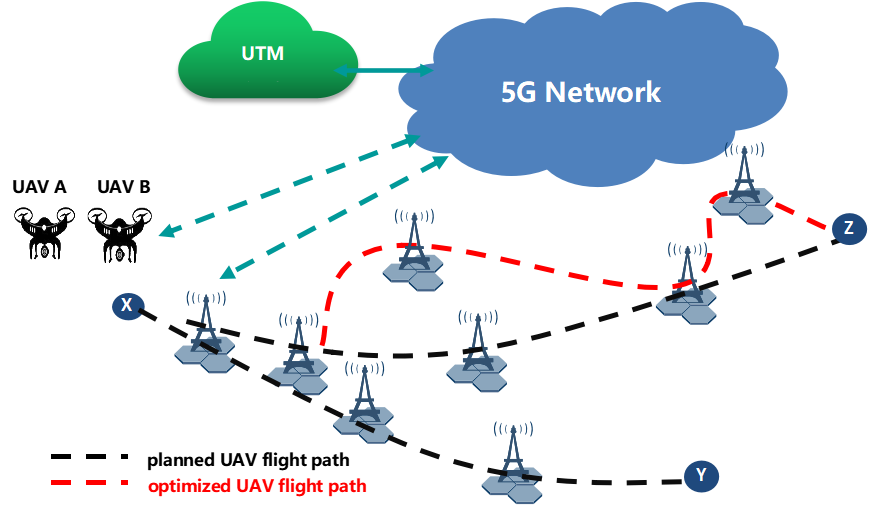 UTM
5G Network
UAV A
UAV B
X
Z
Y
planned UAV flight path
optimized UAV flight path